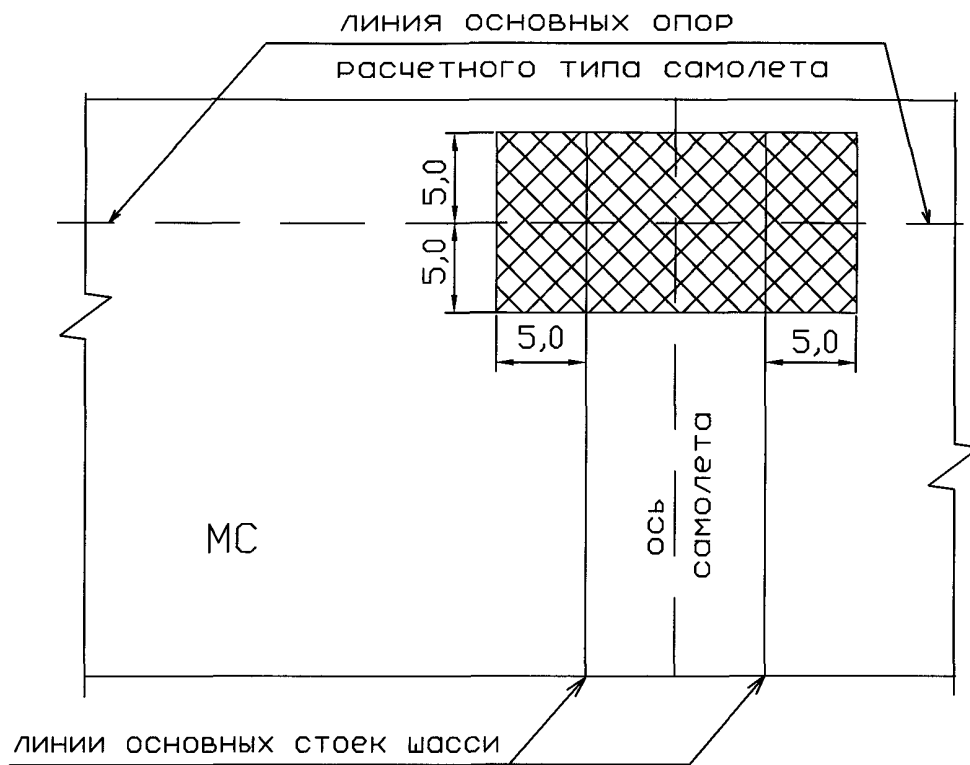 линия основных опор
расчетного типа самолета
5,0
5,0
5,0
5,0
ось
самолета
МС
линии основных стоек шасси